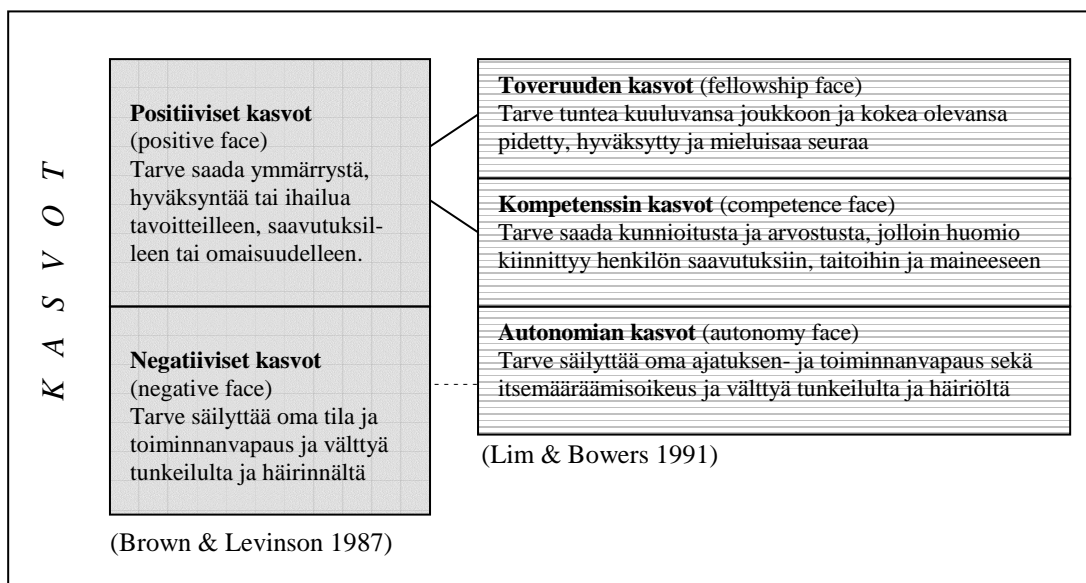 K A S V O T
Positiiviset kasvot
(positive face)
Tarve saada ymmärrystä,
hyväksyntää tai ihailua
tavoitteilleen, saavutuksil-
leen tai omaisuudelleen.
Negatiiviset kasvot
(negative face)
Tarve säilyttää oma tila ja
toiminnanvapaus ja välttyä
tunkeilulta ja häirinnältä
(Brown & Levinson 1987)
Toveruuden kasvot (fellowship face)
Tarve tuntea kuuluvansa joukkoon ja kokea olevansa
pidetty, hyväksytty ja mieluisaa seuraa
Kompetenssin kasvot (competence face)
Tarve saada kunnioitusta ja arvostusta, jolloin huomio
kiinnittyy henkilön saavutuksiin, taitoihin ja maineeseen
Autonomian kasvot (autonomy face)
Tarve säilyttää oma ajatuksen- ja toiminnanvapaus sekä
itsemääräämisoikeus ja välttyä tunkeilulta ja häiriöltä
(Lim & Bowers 1991)